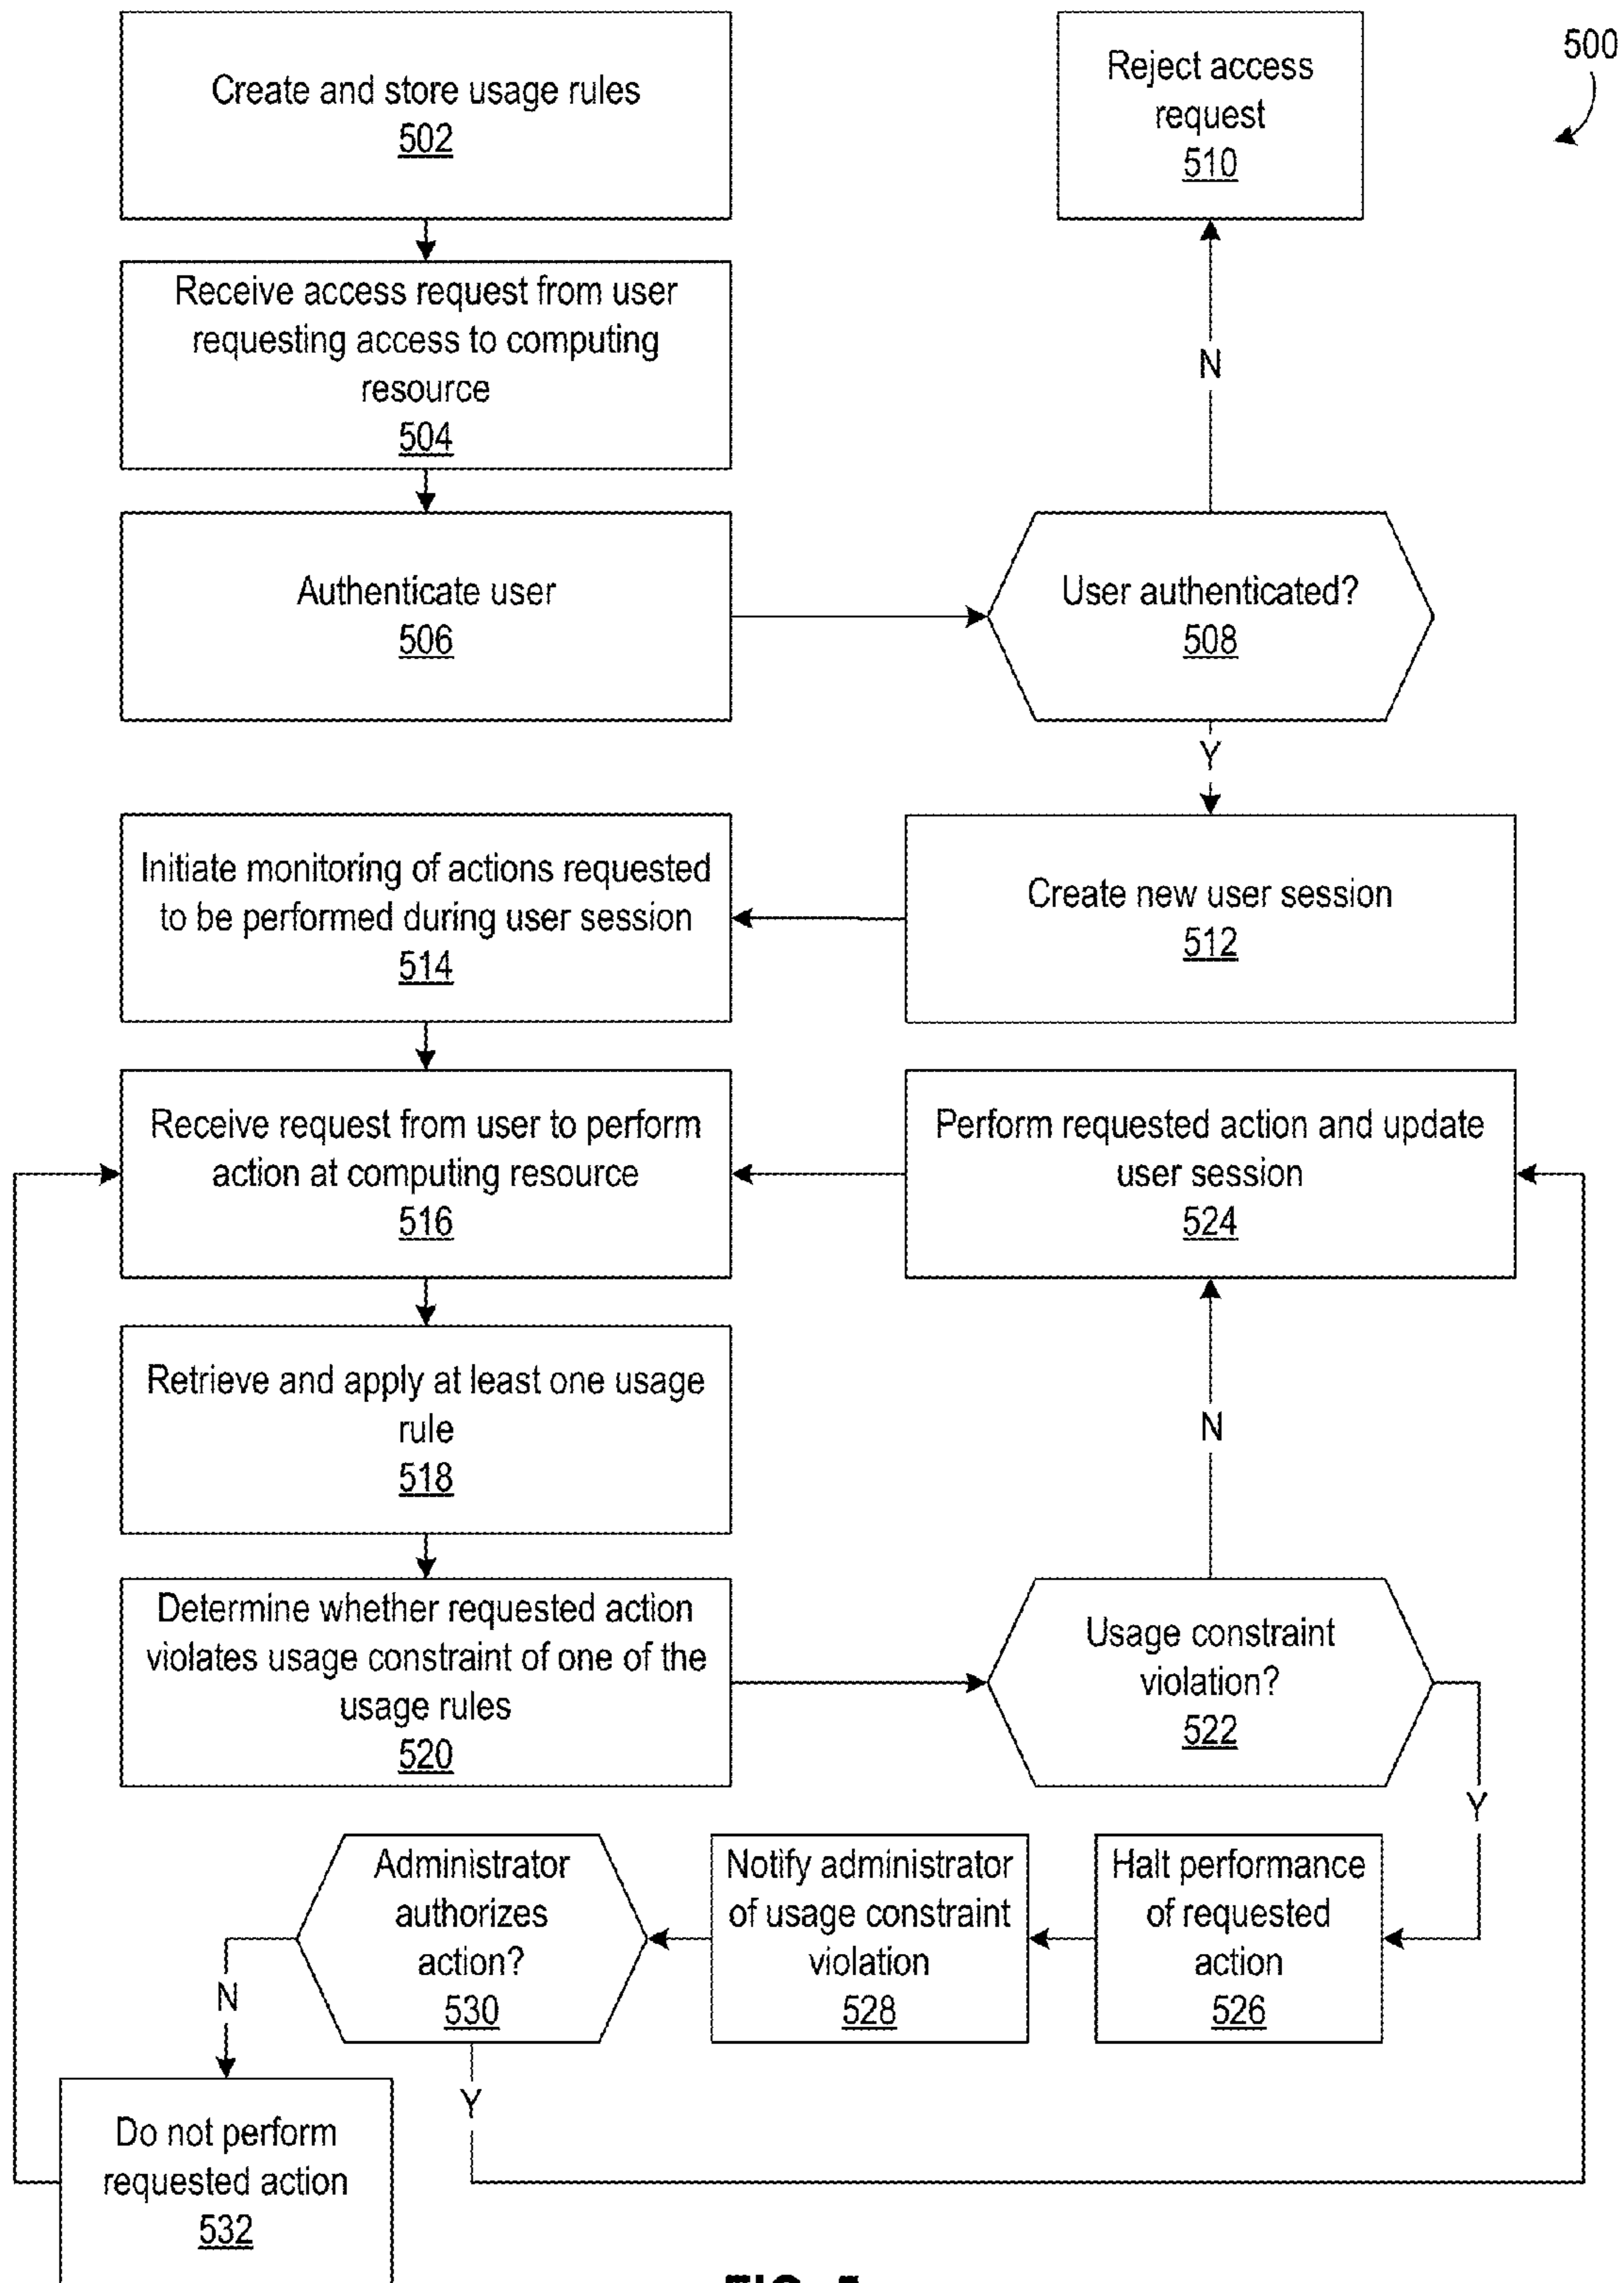 Create and store usage rules
502
Reject access
request
510
500
Receive access request from user
requesting access to computing
resource
504
N
Authenticate user
506
User authenticated?
508
Y
Initiate monitoring of actions requested
to be performed during user session
514
Create new user session
512
Receive request from user to perform
action at computing resource
516
Perform requested action and update
user session
524
Retrieve and apply at least one usage
rule
518
N
Determine whether requested action
violates usage constraint of one of the
usage rules
520
Usage constraint
violation?
522
Y
Administrator
authorizes
action?
530
Notify administrator
of usage constraint
violation
528
Halt performance
of requested
action
526
N
Y
Do not perform
requested action
532